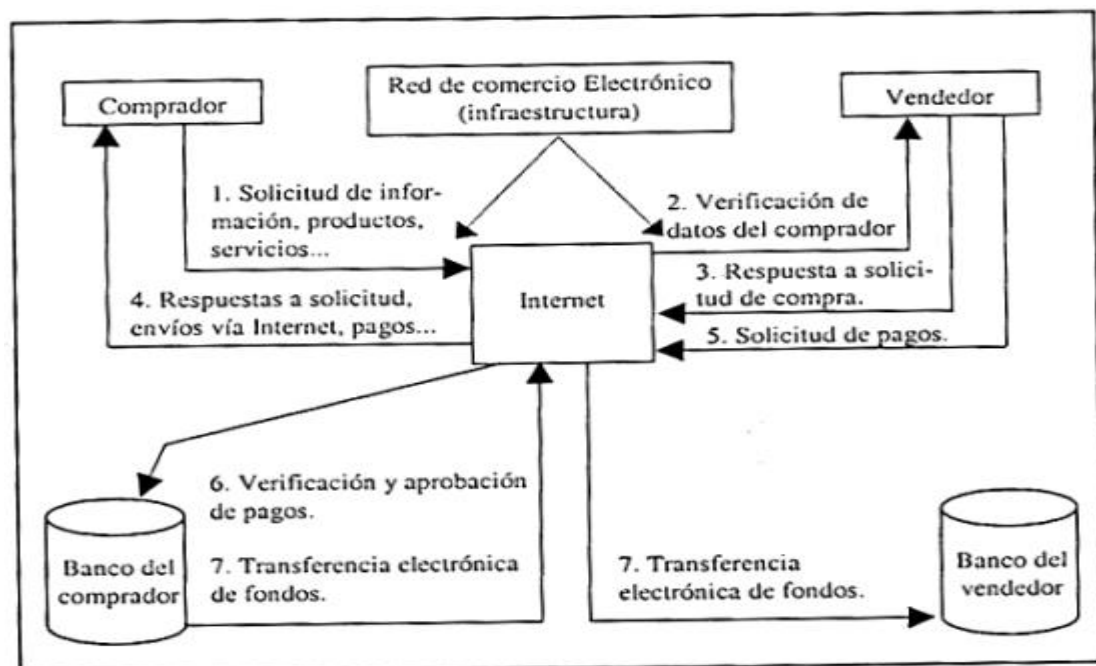 Comprador
Red de comercio Electrónico
(infraestructura)
Vendedor
1. Solicitud de infor-
mación, productos,
servicios...
2. Verificación de
datos del comprador
3. Respuesta a solici-
tud de compra.
4. Respuestas a solicitud,
envíos vía Internet, pagos...
Internet
5. Solicitud de pagos.
6. Verificación y aprobación
de pagos.
7. Transferencia electrónica
de fondos.
Banco del
comprador
7. Transferencia
electrónica de fondos.
Banco del
vendedor